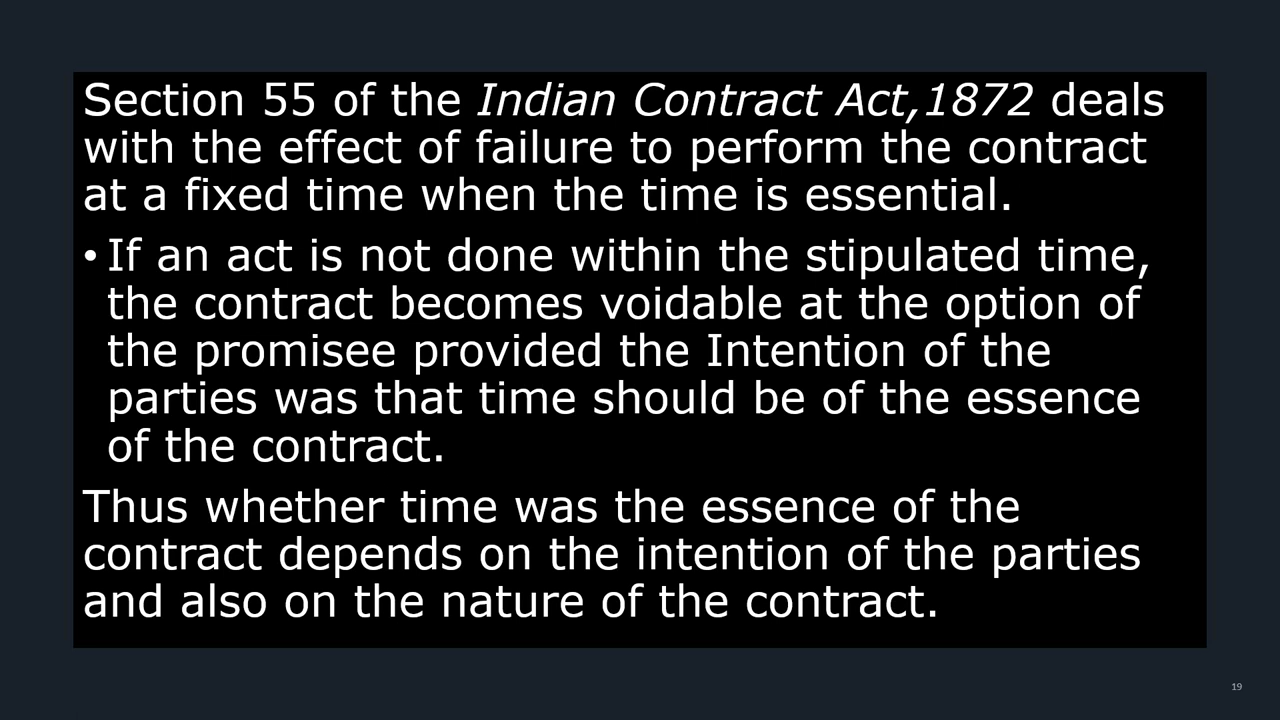 Section 55 of the Indian Contract Act,1872 deals
with the effect of failure to perform the contract
at a fixed time when the time is essential.
• If an act is not done within the stipulated time,
the contract becomes voidable at the option of
the promisee provided the Intention of the
parties was that time should be of the essence
of the contract.
Thus whether time was the essence of the
contract depends on the intention of the parties
and also on the nature of the contract.
19